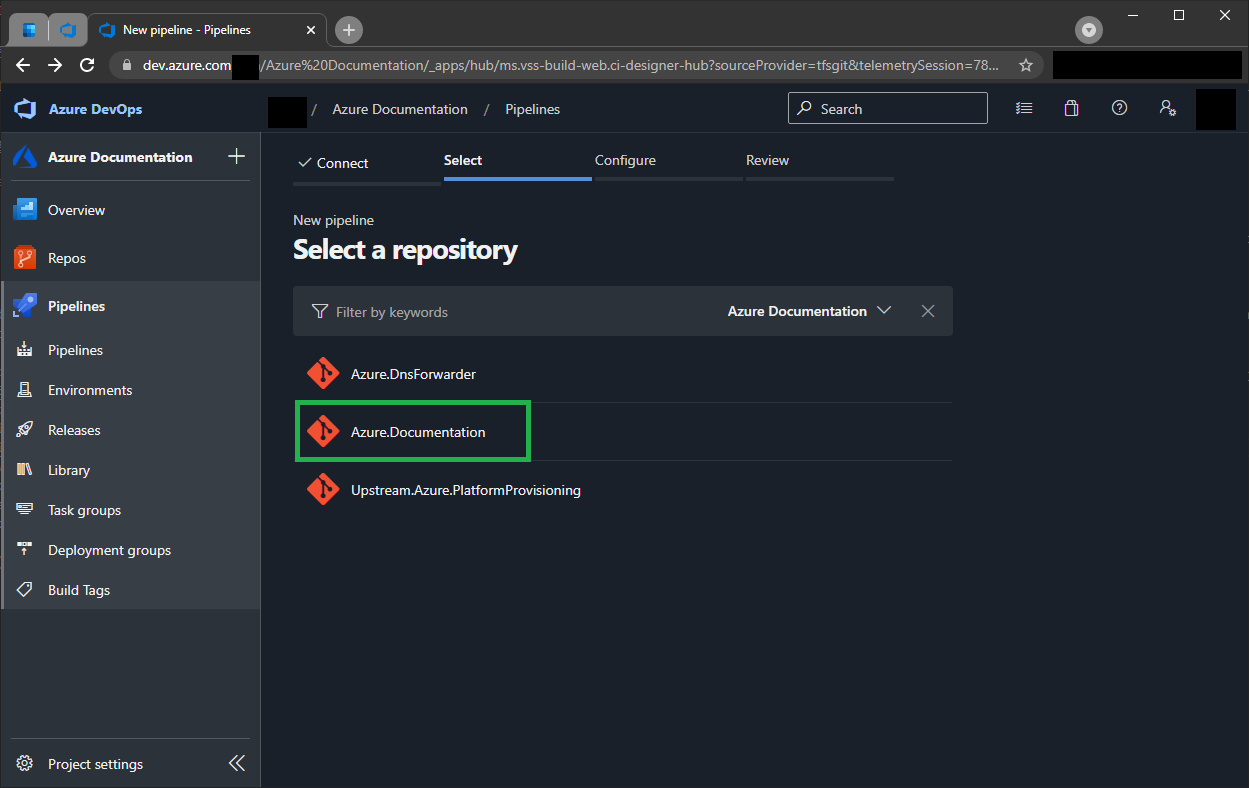 New pipeline - Pipelines
dev.azure.com /Azure%20Documentation/_apps/hub/ms.vss-build-web.ci-designer-hub?sourceProvider=tfsgit&telemetrySession=78...
Azure DevOps
/ Azure Documentation / Pipelines
Search
Azure Documentation
Connect
Select
Configure
Review
Overview
Repos
Pipelines
Pipelines
Environments
Releases
Library
Task groups
Deployment groups
Build Tags
Project settings
New pipeline
Select a repository
Filter by keywords
Azure Documentation
Azure.DnsForwarder
Azure.Documentation
Upstream.Azure.PlatformProvisioning